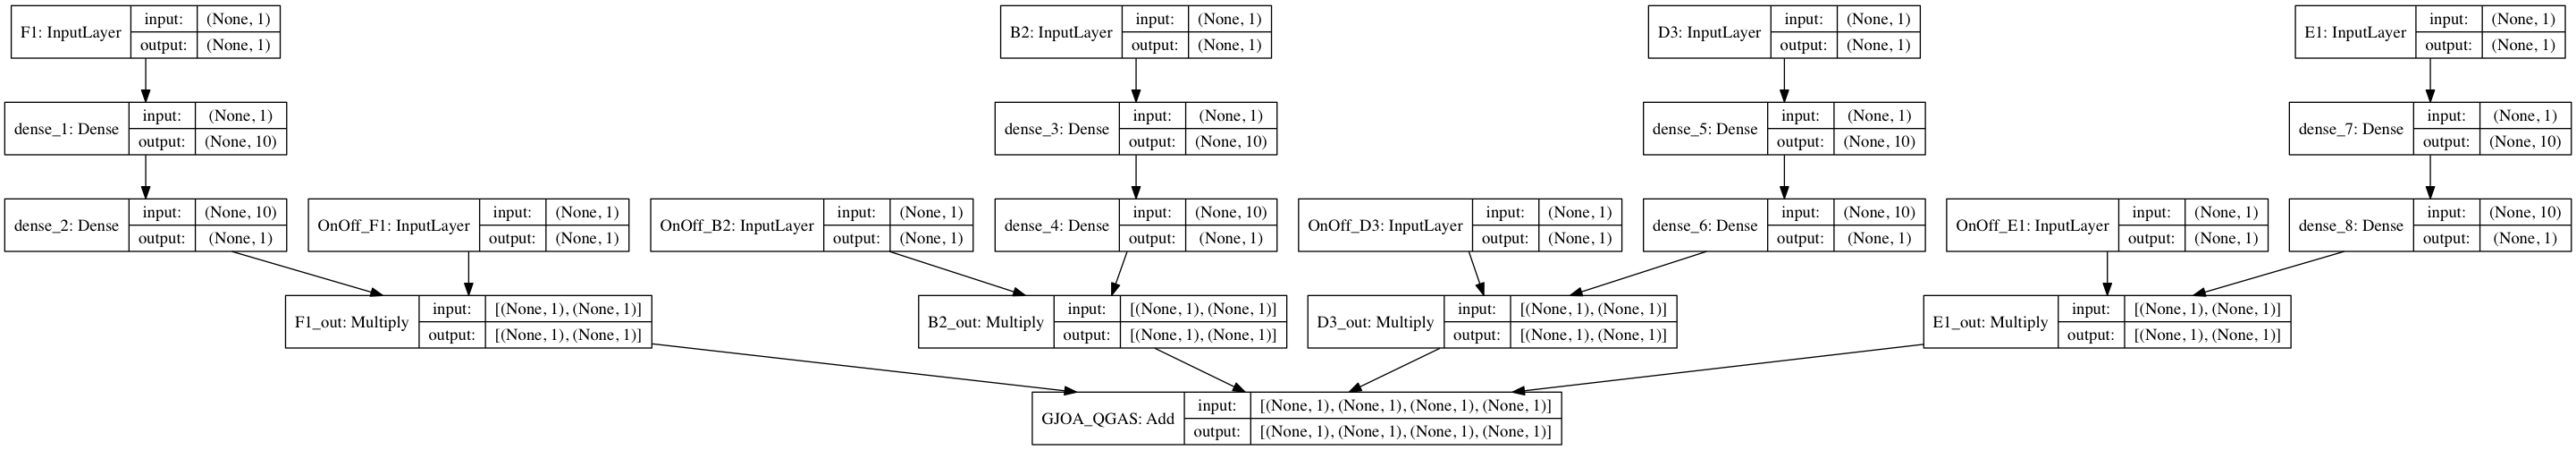 F1: InputLayer input: (None, 1)
output: (None, 1)
B2: InputLayer input: (None, 1)
output: (None, 1)
D3: InputLayer input: (None, 1)
output: (None, 1)
E1: InputLayer input: (None, 1)
output: (None, 1)
dense_1: Dense input: (None, 1)
output: (None, 10)
dense_3: Dense input: (None, 1)
output: (None, 10)
dense_5: Dense input: (None, 1)
output: (None, 10)
dense_7: Dense input: (None, 1)
output: (None, 10)
dense_2: Dense input: (None, 10)
output: (None, 1)
OnOff_F1: InputLayer input: (None, 1)
output: (None, 1)
OnOff_B2: InputLayer input: (None, 1)
output: (None, 1)
dense_4: Dense input: (None, 10)
output: (None, 1)
OnOff_D3: InputLayer input: (None, 1)
output: (None, 1)
dense_6: Dense input: (None, 10)
output: (None, 1)
OnOff_E1: InputLayer input: (None, 1)
output: (None, 1)
dense_8: Dense input: (None, 10)
output: (None, 1)
F1_out: Multiply input: [(None, 1), (None, 1)]
output: [(None, 1), (None, 1)]
B2_out: Multiply input: [(None, 1), (None, 1)]
output: [(None, 1), (None, 1)]
D3_out: Multiply input: [(None, 1), (None, 1)]
output: [(None, 1), (None, 1)]
E1_out: Multiply input: [(None, 1), (None, 1)]
output: [(None, 1), (None, 1)]
GJOA_QGAS: Add input: [(None, 1), (None, 1), (None, 1), (None, 1)]
output: [(None, 1), (None, 1), (None, 1), (None, 1)]